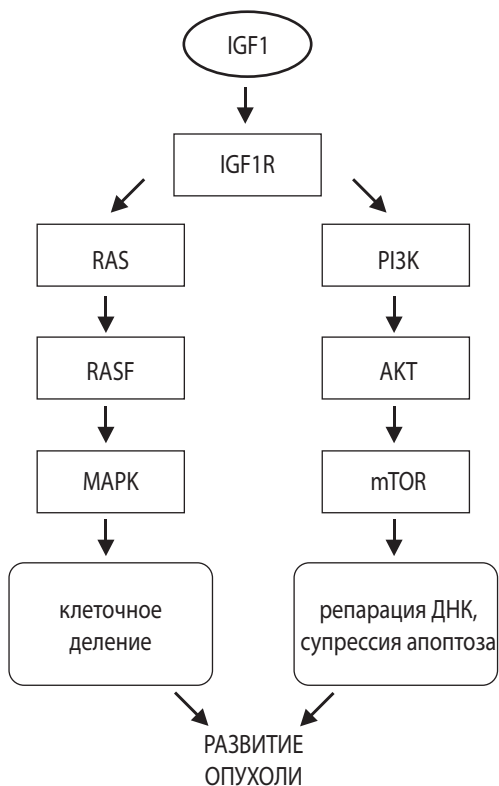 IGF1
IGF1R
RAS
PI3K
RASF
AKT
MAPK
mTOR
клеточное
деление
репарация ДНК,
супрессия апоптоза
РАЗВИТИЕ
ОПУХОЛИ